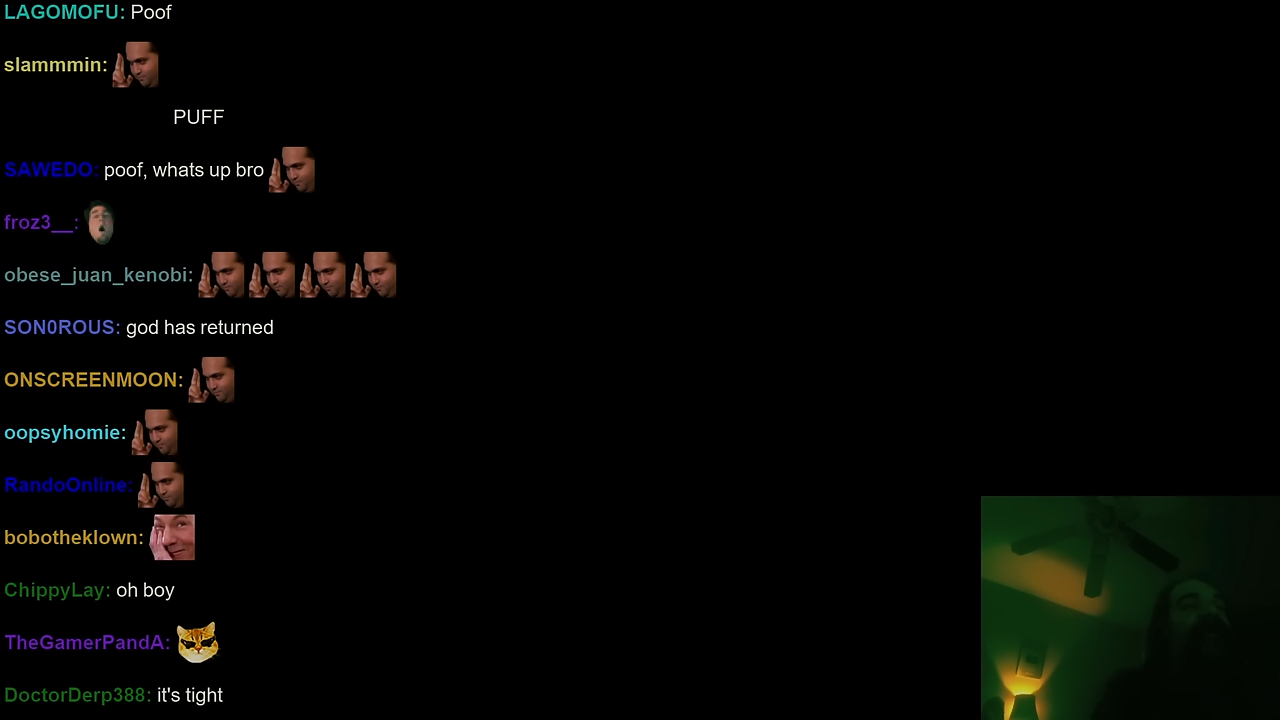 LAGOMOFU: Poof
slammmin:
PUFF
SAWEDO: poof, whats up bro
froz3__:
obese_juan_kenobi:
SON0ROUS: god has returned
ONSCREENMOON:
oopsyhomie:
RandoOnline:
bobotheklown:
ChippyLay: oh boy
TheGamerPandA:
DoctorDerp388: it's tight